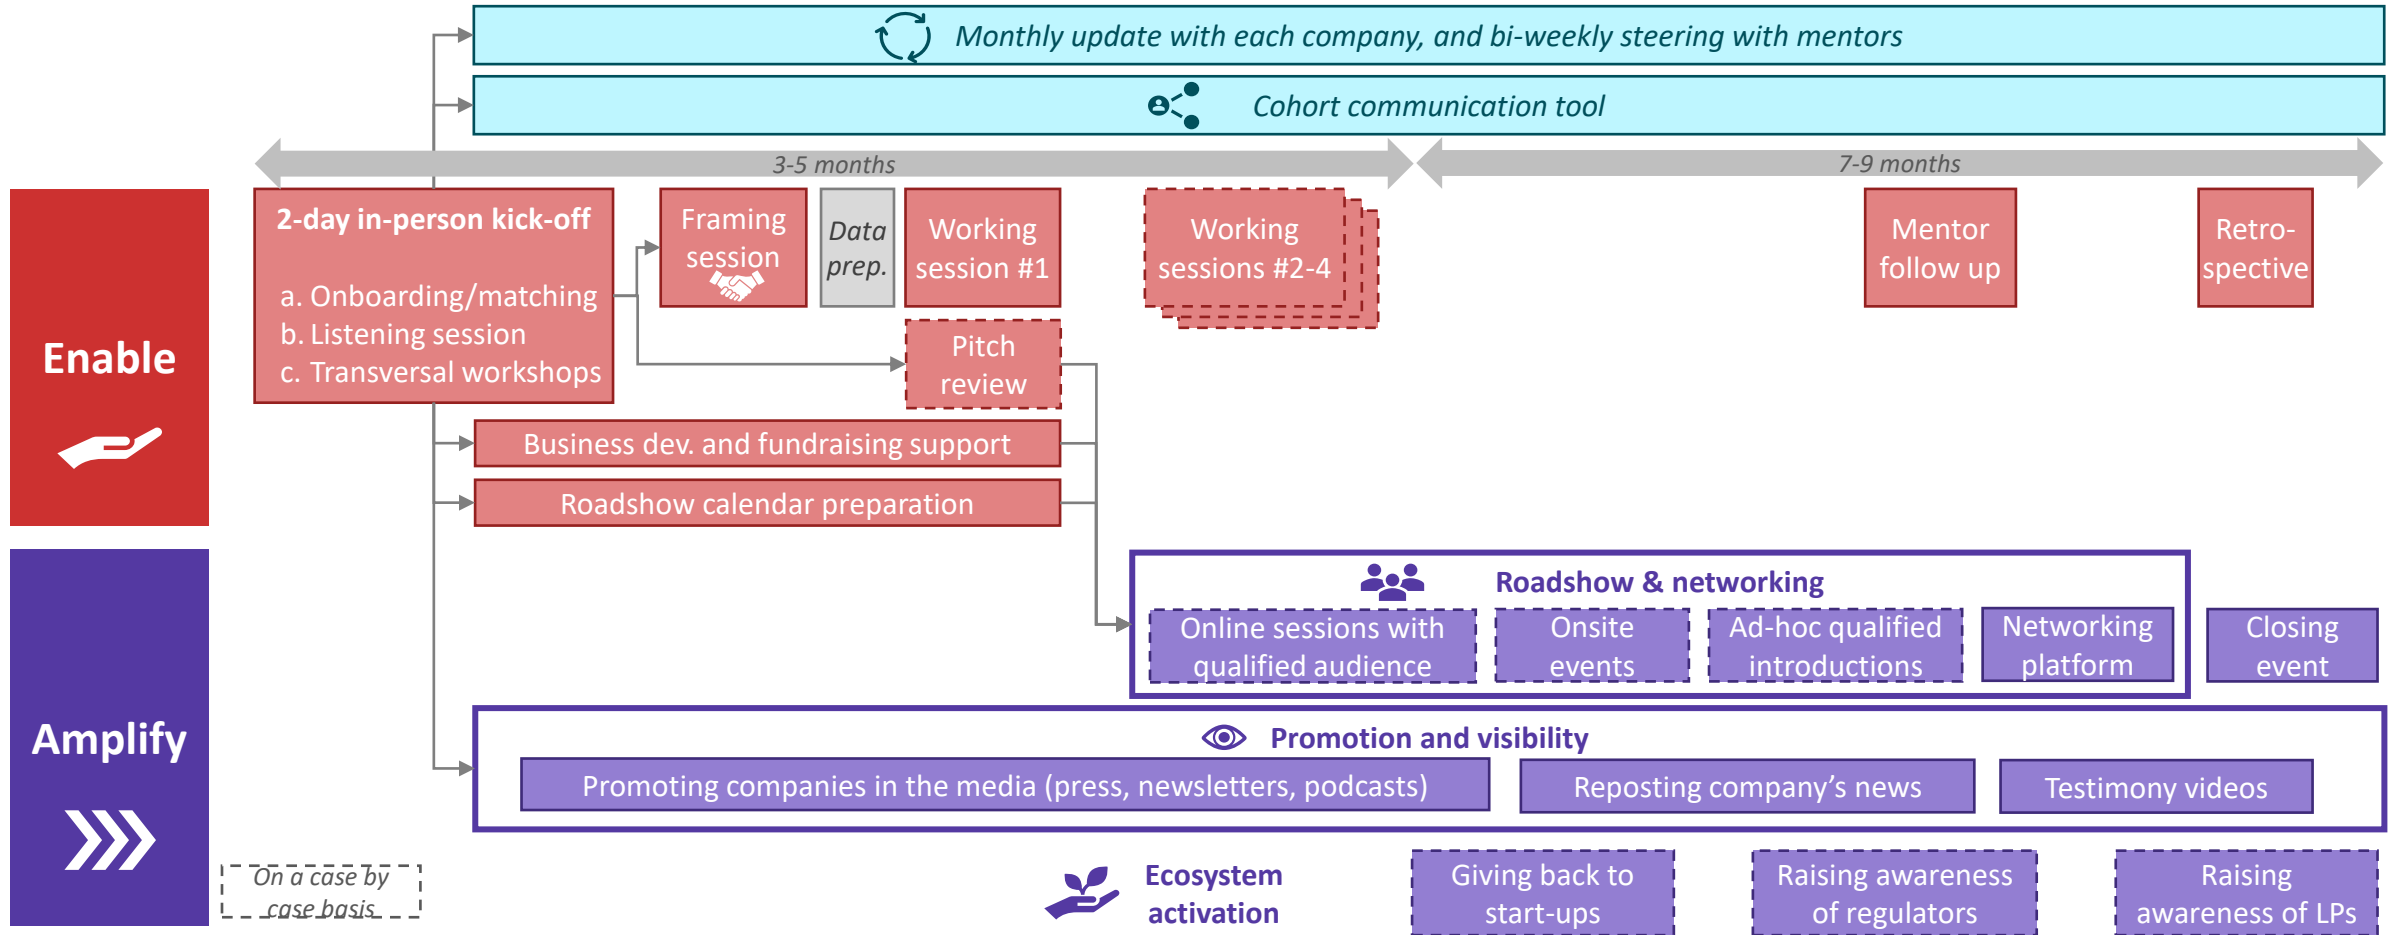 Monthly update with each company, and bi-weekly steering with mentors
Cohort communication tool
3-5 months
7-9 months
Enable
2-day in-person kick-off
a. Onboarding/matching
b. Listening session
c. Transversal workshops
Framing
session
Data
prep.
Working
session #1
Working
sessions #2-4
Mentor
follow up
Retro-
spective
Pitch
review
Business dev. and fundraising support
Roadshow calendar preparation
Amplify
Roadshow & networking
Online sessions with
qualified audience
Onsite
events
Ad-hoc qualified
introductions
Networking
platform
Closing
event
Promotion and visibility
Promoting companies in the media (press, newsletters, podcasts)
Reposting company’s news
Testimony videos
On a case by
case basis
Ecosystem
activation
Giving back to
start-ups
Raising awareness
of regulators
Raising
awareness of LPs